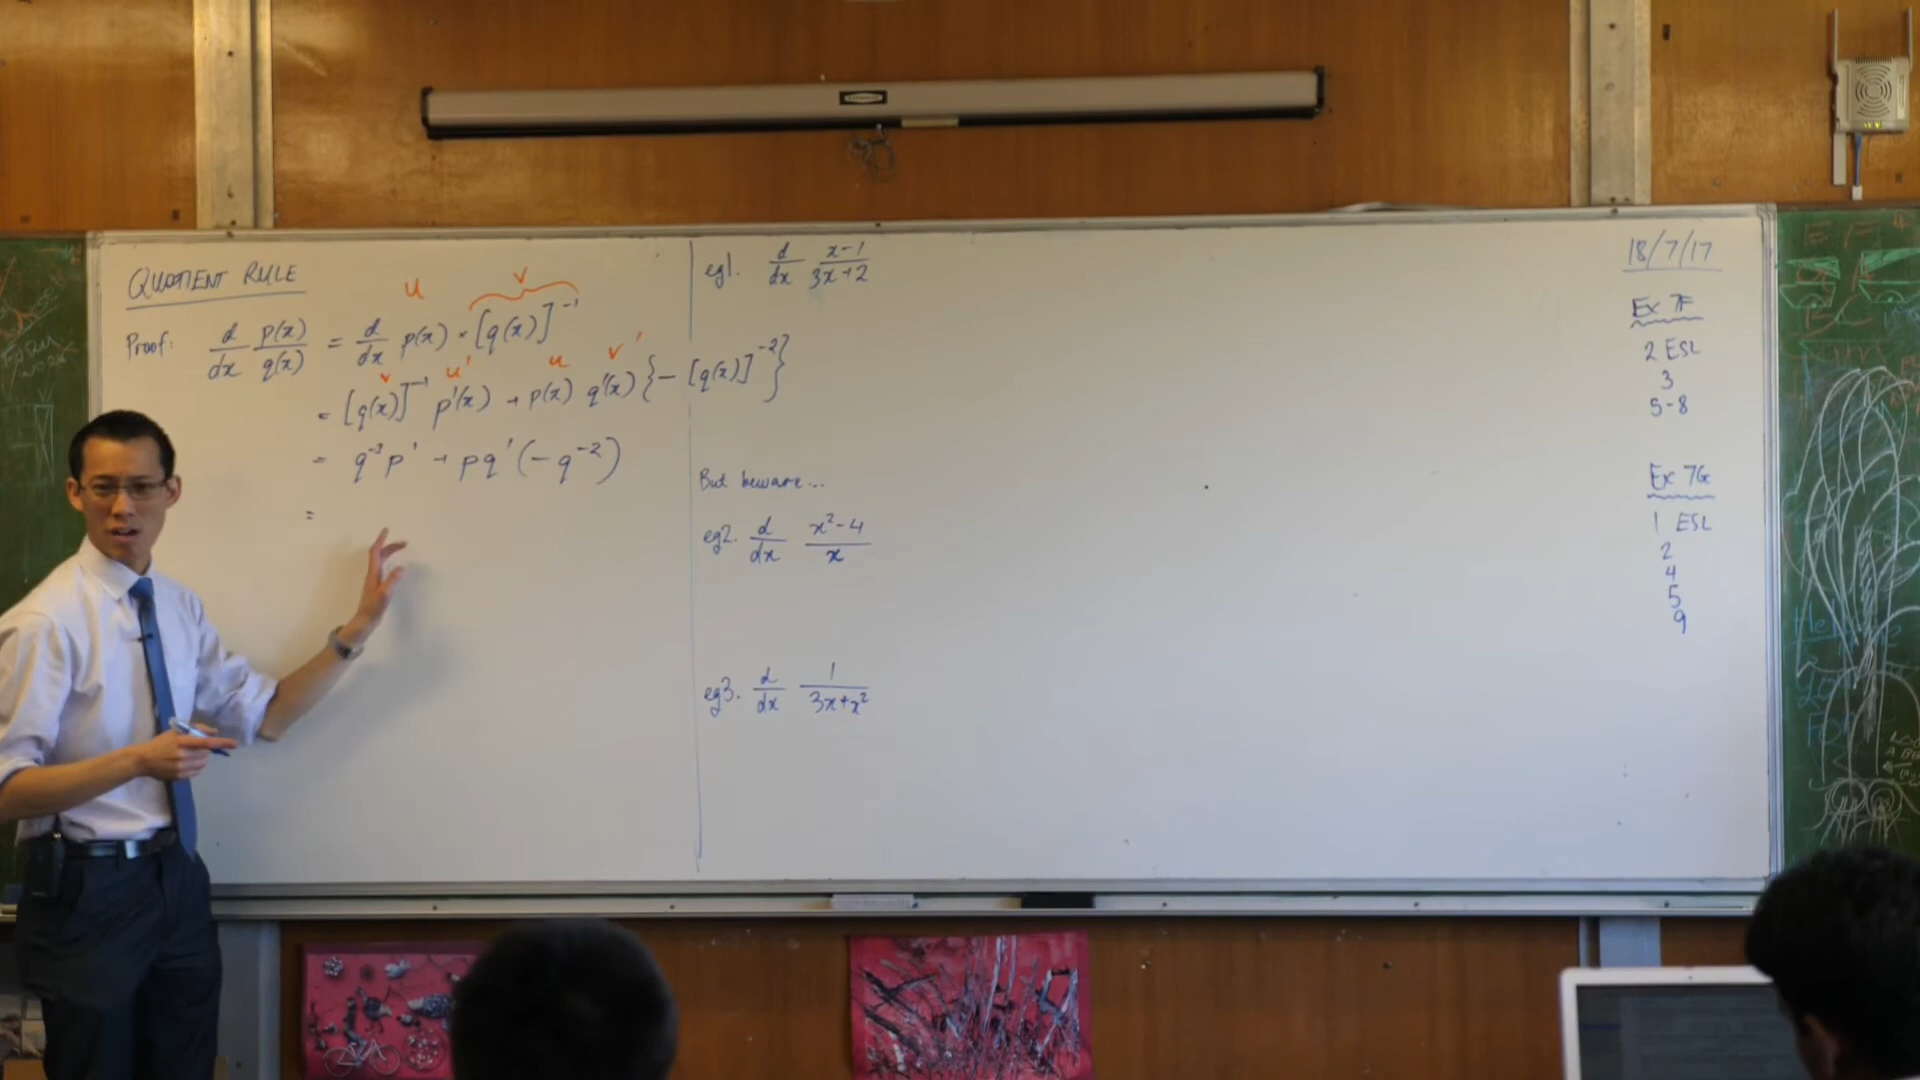 QUOTIENT RULE
u v
Proof: d/dx p(x)/q(x) = d/dx p(x) × [q(x)]⁻¹
v u' u v'
= [q(x)]⁻¹ p'(x) + p(x) q'(x) {- [q(x)]⁻²}
= q⁻¹p' + pq' (-q⁻²)
=
eg1. d/dx (x-1)/(3x+2)
But beware...
eg2. d/dx (x²-4)/x
eg3. d/dx 1/(3x+x²)
18/7/17
Ex 7F
2 ESL
3
5-8
Ex 7G
1 ESL
2
4
5
9